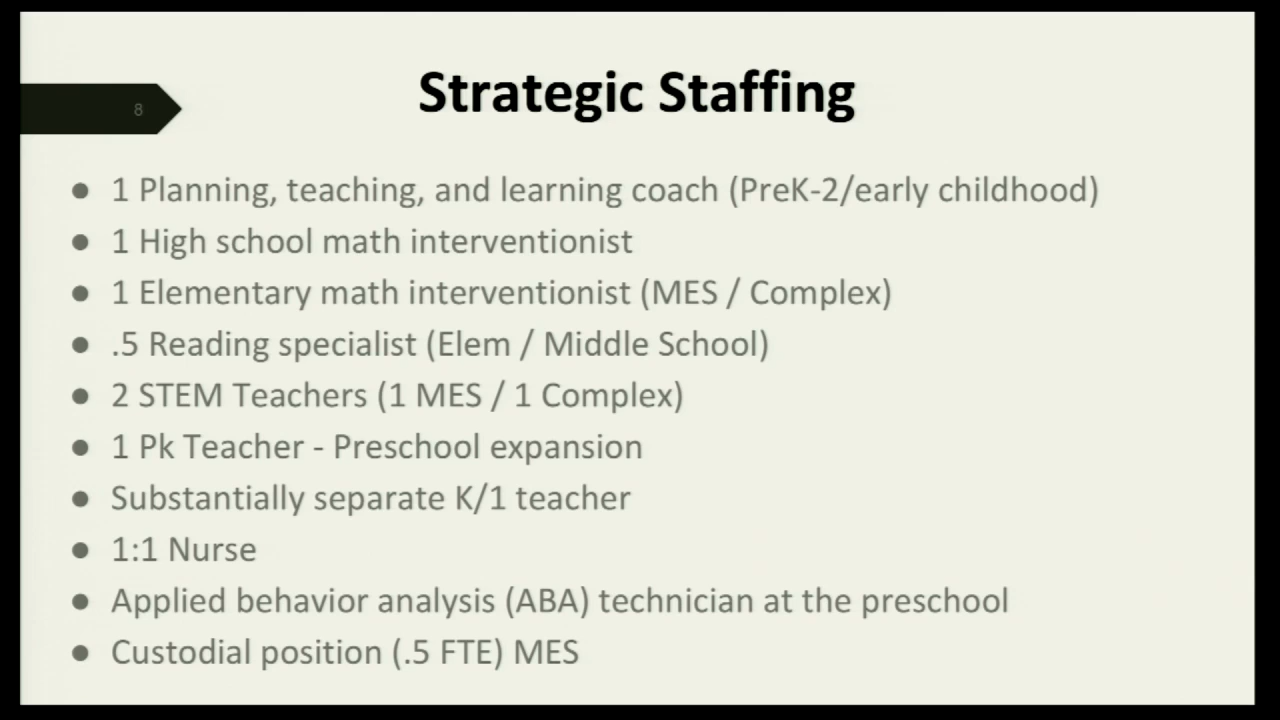 8
Strategic Staffing
● 1 Planning, teaching, and learning coach (PreK-2/early childhood)
● 1 High school math interventionist
● 1 Elementary math interventionist (MES / Complex)
● .5 Reading specialist (Elem / Middle School)
● 2 STEM Teachers (1 MES / 1 Complex)
● 1 Pk Teacher - Preschool expansion
● Substantially separate K/1 teacher
● 1:1 Nurse
● Applied behavior analysis (ABA) technician at the preschool
● Custodial position (.5 FTE) MES